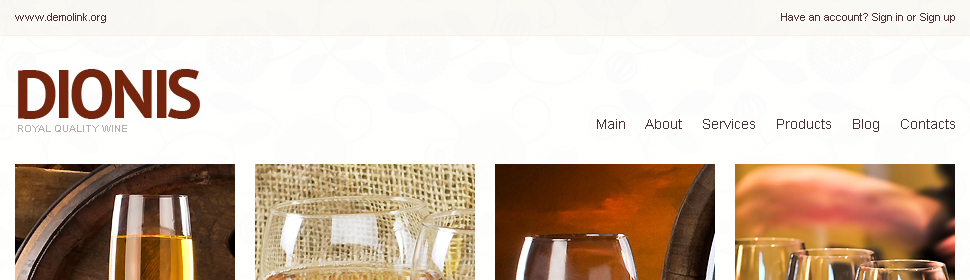 www.demolink.org
Have an account? Sign in or Sign up
DIONIS
ROYAL QUALITY WINE
Main About Services Products Blog Contacts